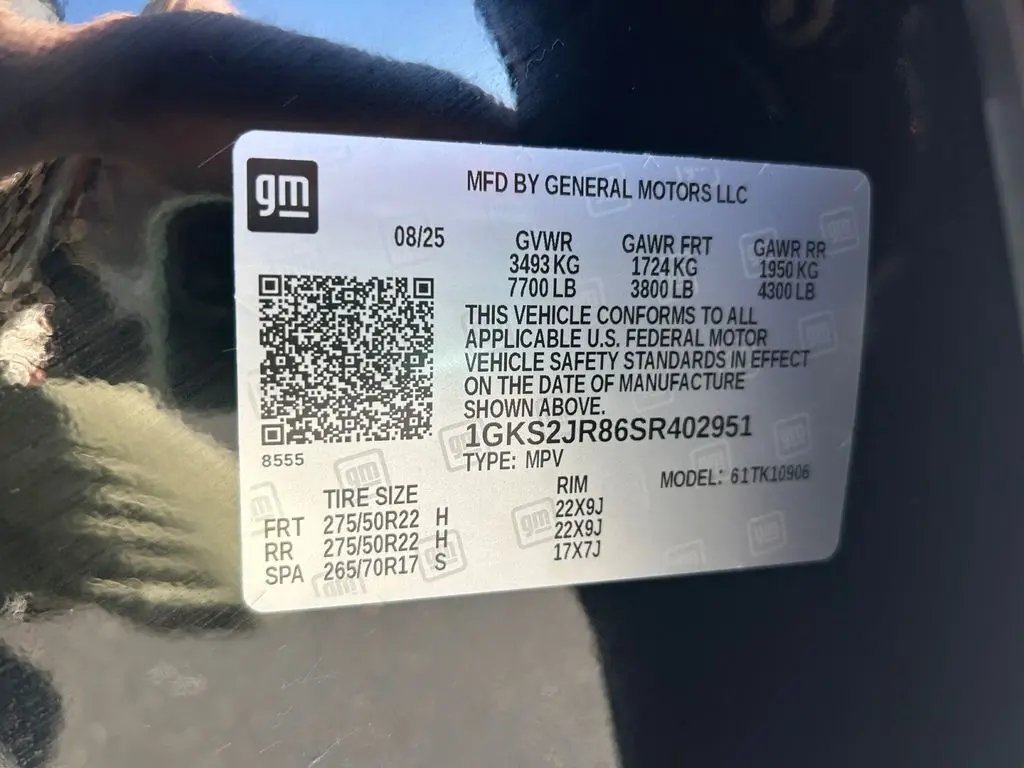 gm
MFD BY GENERAL MOTORS LLC
08/25 GVWR GAWR FRT GAWR RR
3493 KG 1724 KG 1950 KG
7700 LB 3800 LB 4300 LB
THIS VEHICLE CONFORMS TO ALL
APPLICABLE U.S. FEDERAL MOTOR
VEHICLE SAFETY STANDARDS IN EFFECT
ON THE DATE OF MANUFACTURE
SHOWN ABOVE.
1GKS2JR86SR402951
8555
TYPE: MPV MODEL: 61TK10906
TIRE SIZE RIM
FRT 275/50R22 H 22X9J
RR 275/50R22 H 22X9J
SPA 265/70R17 S 17X7J